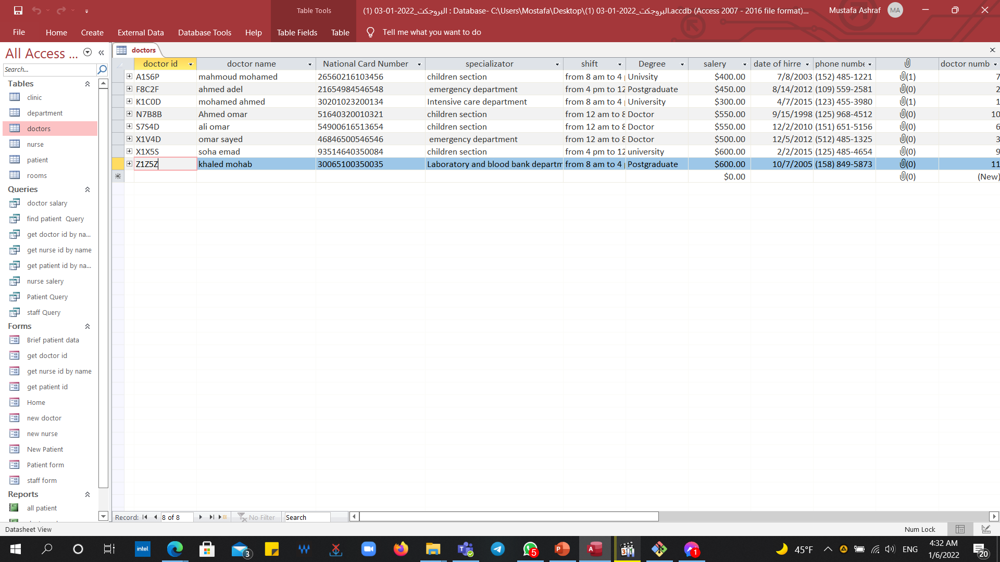 Table Tools
البروجكت_2022-01-03 (1) : Database- C:\Users\Mostafa\Desktop\(1) 03-01-2022_البروجكت.accdb (Access 2007 - 2016 file format)...
Mustafa Ashraf MA
File Home Create External Data Database Tools Help Table Fields Table Tell me what you want to do
All Access ...
Search...
Tables
clinic
department
doctors
nurse
patient
rooms
Queries
doctor salary
find patient Query
get doctor id by na...
get nurse id by name
get patient id by na...
nurse salery
Patient Query
staff Query
Forms
Brief patient data
get doctor id
get nurse id by name
get patient id
Home
new doctor
new nurse
New Patient
Patient form
staff form
Reports
all patient
doctors
doctor id doctor name National Card Number specializator shift Degree salery date of hirre phone numbe doctor numb
A1S6P mahmoud mohamed 26560216103456 children section from 8 am to 4 Univsity $400.00 7/8/2003 (152) 485-1221 (1) 7
F8C2F ahmed adel 21654984546548 emergency department from 4 pm to 12 Postgraduate $450.00 8/14/2012 (109) 559-2581 (0) 2
K1C0D mohamed ahmed 30201023200134 Intensive care department from 8 am to 4 University $300.00 4/7/2015 (123) 455-3980 (1) 1
N7B8B Ahmed omar 51640320010321 children section from 12 am to 8 Doctor $550.00 9/15/1998 (125) 968-4512 (0) 10
S7S4D ali omar 54900616513654 children section from 12 am to 8 Doctor $550.00 12/2/2010 (151) 651-5156 (0) 6
X1V4D omar sayed 46846500546546 emergency department from 12 am to 8 Doctor $500.00 12/5/2012 (512) 485-1325 (0) 3
X1X5S soha emad 93514640350084 children section from 4 pm to 12 university $600.00 2/2/2015 (125) 485-4654 (0) 9
Z1Z5Z khaled mohab 30065100350035 Laboratory and blood bank departm from 8 am to 4 Postgraduate $600.00 10/7/2005 (158) 849-5873 (0) 11
$0.00 (0) (New)
Record: 8 of 8 No Filter Search
Datasheet View Num Lock
intel 3 5 1 45°F ENG 4:32 AM
1/6/2022 20